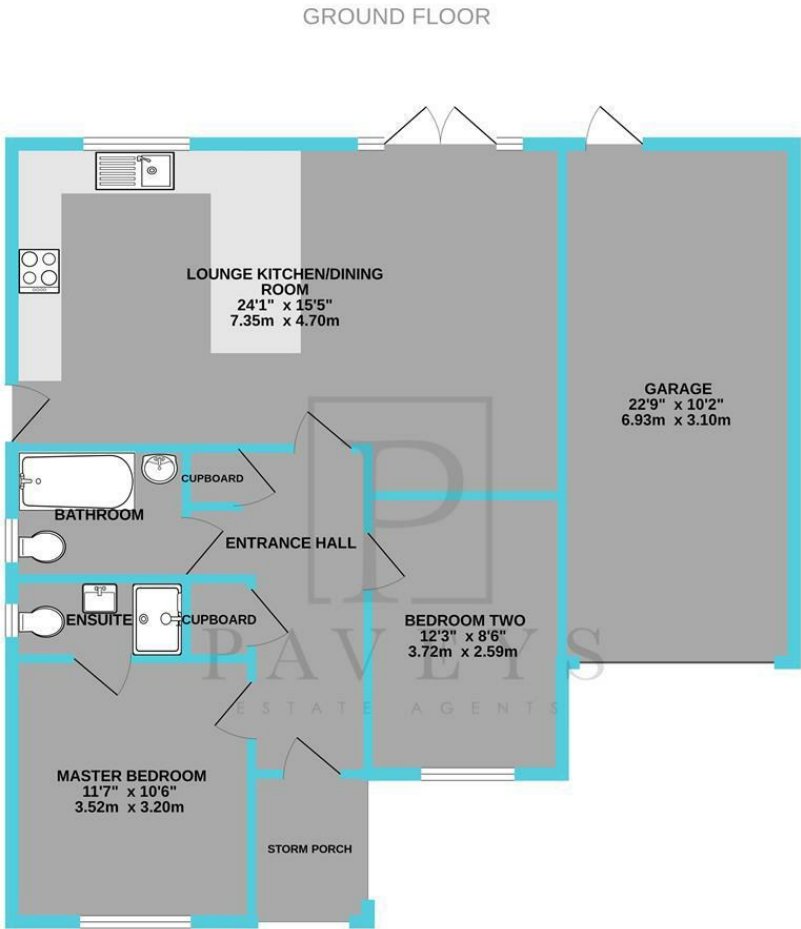 GROUND FLOOR
LOUNGE KITCHEN/DINING
ROOM
24'1" x 15'5"
7.35m x 4.70m
GARAGE
22'9" x 10'2"
6.93m x 3.10m
CUPBOARD
BATHROOM
ENTRANCE HALL
ENSUITE
CUPBOARD
BEDROOM TWO
12'3" x 8'6"
3.72m x 2.59m
P
PAVEYS
ESTATE AGENTS
MASTER BEDROOM
11'7" x 10'6"
3.52m x 3.20m
STORM PORCH